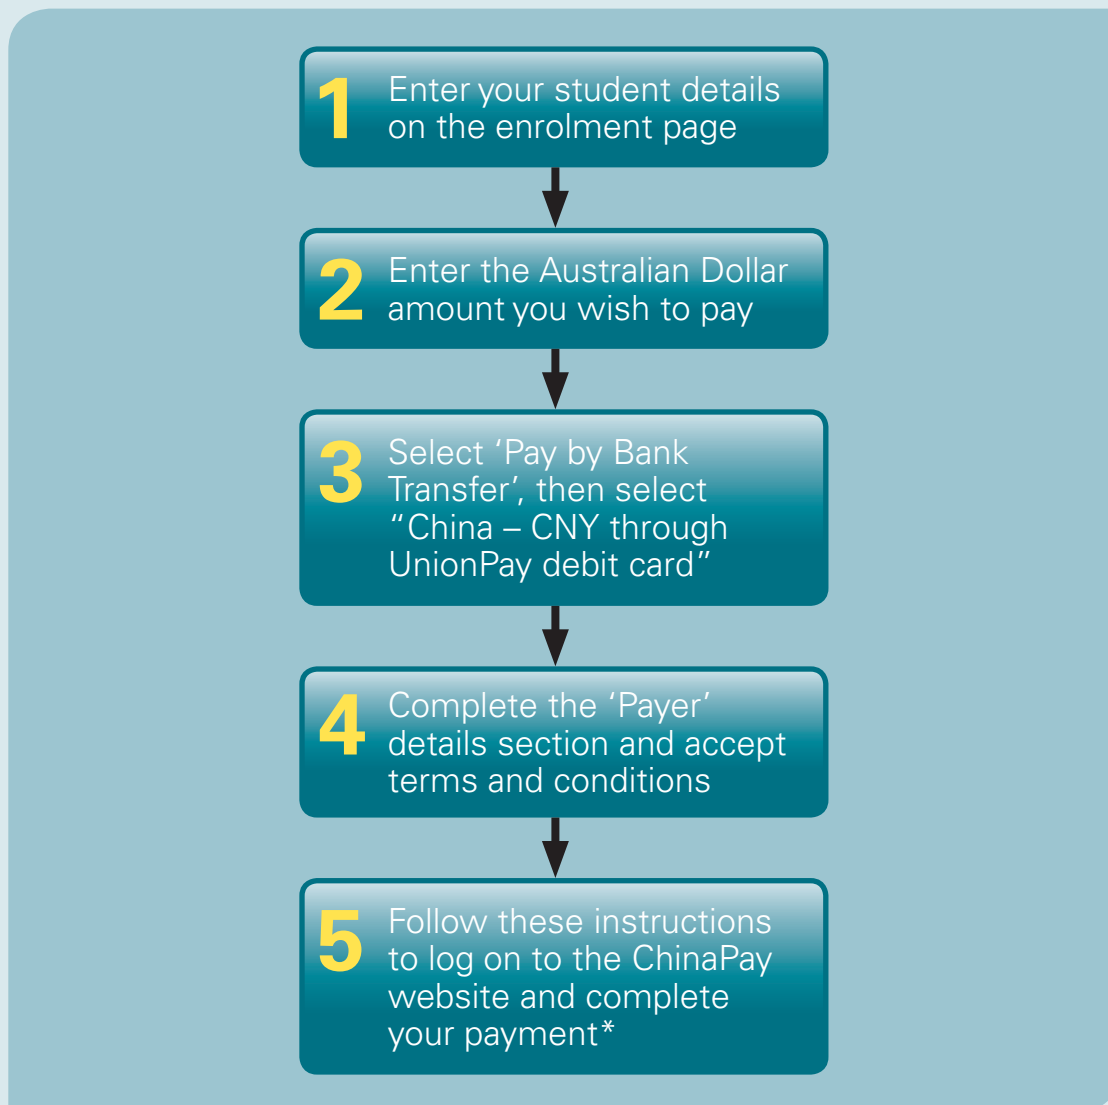 1 Enter your student details
on the enrolment page
2 Enter the Australian Dollar
amount you wish to pay
3 Select ‘Pay by Bank
Transfer’, then select
“China – CNY through
UnionPay debit card”
4 Complete the ‘Payer’
details section and accept
terms and conditions
5 Follow these instructions
to log on to the ChinaPay
website and complete
your payment*